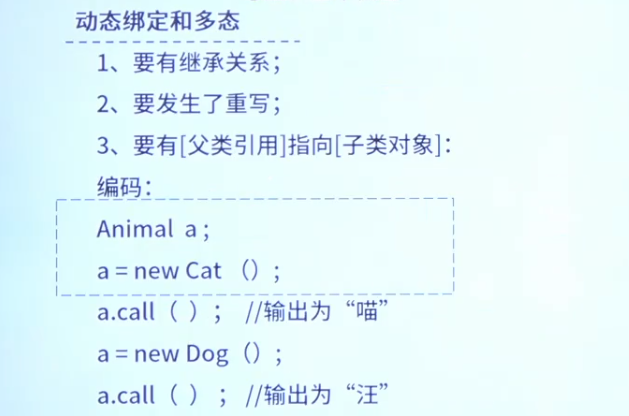 动态绑定和多态
1、要有继承关系；
2、要发生了重写；
3、要有[父类引用]指向[子类对象]：
编码：
Animal a ;
a = new Cat （）;
a.call（ ）； //输出为“喵”
a = new Dog（）;
a.call（ ）； //输出为“汪”